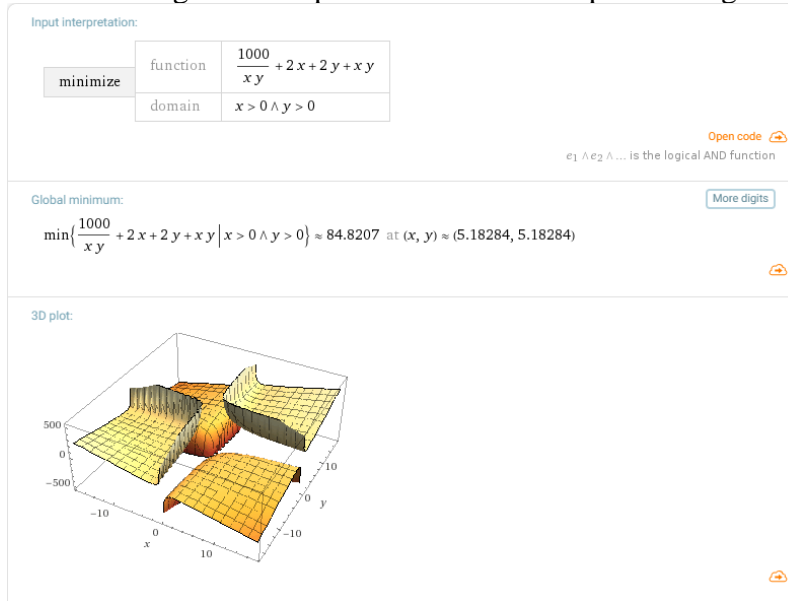 Input interpretation:
minimize
function 1000/(x y) + 2 x + 2 y + x y
domain x > 0 ∧ y > 0
Open code
e₁ ∧ e₂ ∧ … is the logical AND function
Global minimum:
More digits
min{1000/(x y) + 2 x + 2 y + x y | x > 0 ∧ y > 0} ≈ 84.8207 at (x, y) ≈ (5.18284, 5.18284)
3D plot:
500
0
−500
−10
0
10
x
10
0
−10
y